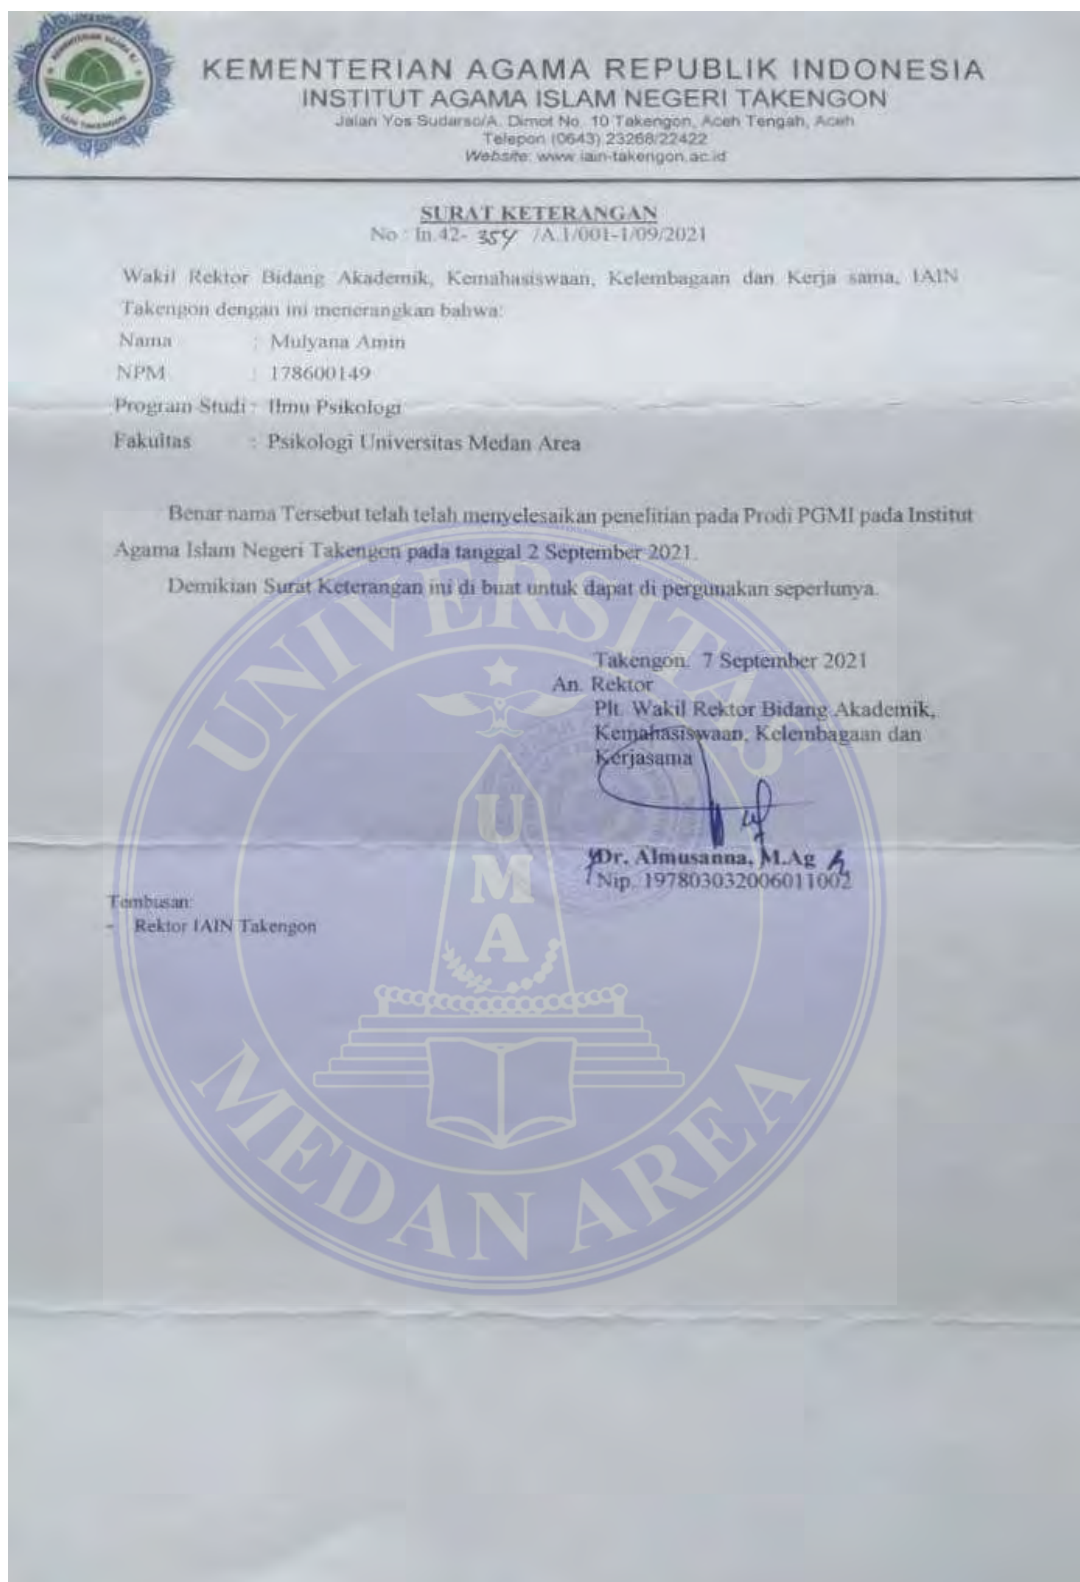 KEMENTERIAN AGAMA RI
IAIN TAKENGON
KEMENTERIAN AGAMA REPUBLIK INDONESIA
INSTITUT AGAMA ISLAM NEGERI TAKENGON
Jalan Yos Sudarso/A. Dimot No. 10 Takengon, Aceh Tengah, Aceh
Telepon (0643) 23268/22422
Website: www.iain-takengon.ac.id
SURAT KETERANGAN
No : In.42- 354 /A.1/001-1/09/2021
Wakil Rektor Bidang Akademik, Kemahasiswaan, Kelembagaan dan Kerja sama, IAIN
Takengon dengan ini menerangkan bahwa:
Nama : Mulyana Amin
NPM : 178600149
Program Studi : Ilmu Psikologi
Fakultas : Psikologi Universitas Medan Area
Benar nama Tersebut telah telah menyelesaikan penelitian pada Prodi PGMI pada Institut
Agama Islam Negeri Takengon pada tanggal 2 September 2021.
Demikian Surat Keterangan ini di buat untuk dapat di pergunakan seperlunya.
Takengon. 7 September 2021
An. Rektor
Plt. Wakil Rektor Bidang Akademik,
Kemahasiswaan, Kelembagaan dan
Kerjasama
Dr. Almusanna, M.Ag
Nip. 197803032006011002
Tembusan:
- Rektor IAIN Takengon
UNIVERSITAS
UMA
MEDAN AREA